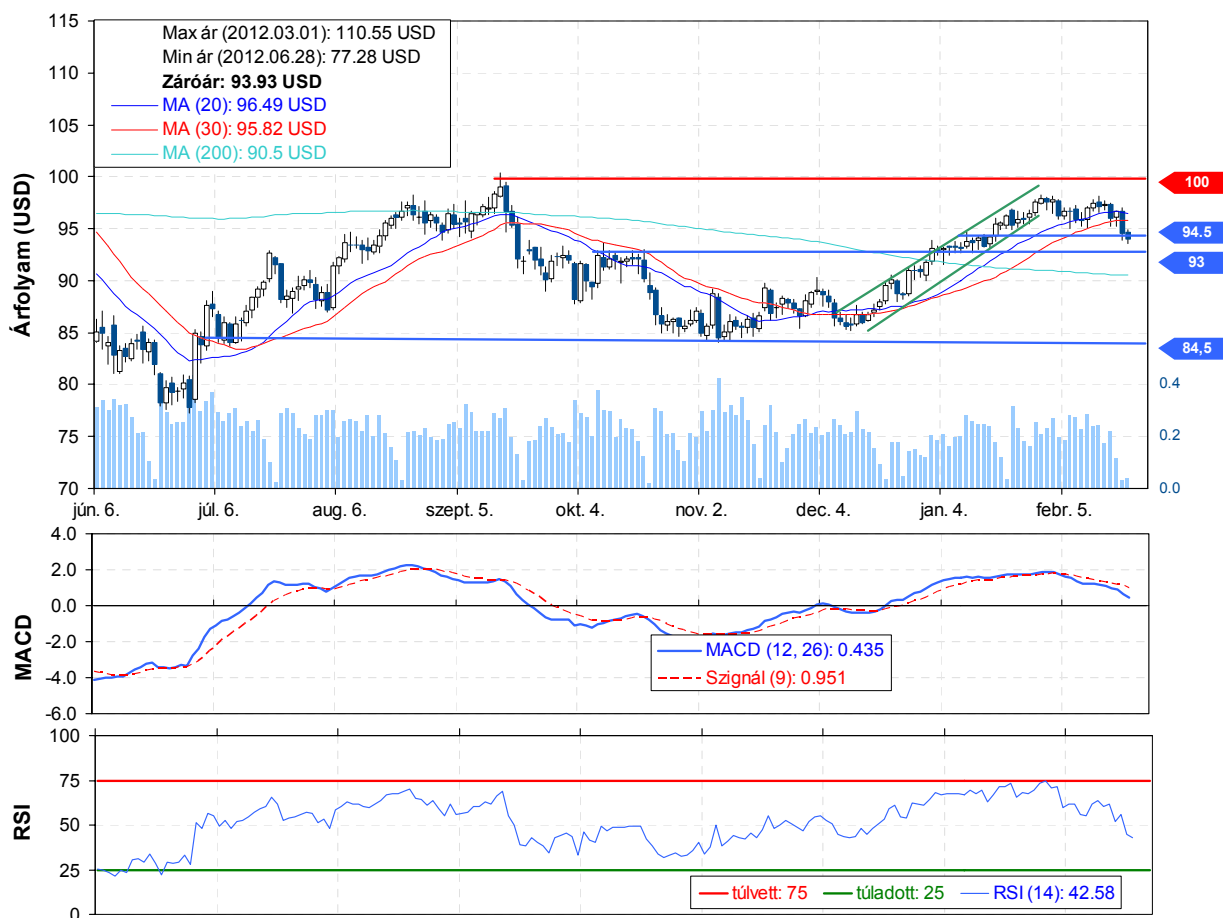 Max ár (2012.03.01): 110.55 USD
Min ár (2012.06.28): 77.28 USD
Záróár: 93.93 USD
MA (20): 96.49 USD
MA (30): 95.82 USD
MA (200): 90.5 USD
Árfolyam (USD)
115
110
105
100
95
90
85
80
75
70
100
94.5
93
84,5
0.4
0.2
0.0
jún. 6.
júl. 6.
aug. 6.
szept. 5.
okt. 4.
nov. 2.
dec. 4.
jan. 4.
febr. 5.
MACD
4.0
2.0
0.0
-2.0
-4.0
-6.0
MACD (12, 26): 0.435
Szignál (9): 0.951
RSI
100
75
50
25
0
túlvett: 75
túladott: 25
RSI (14): 42.58